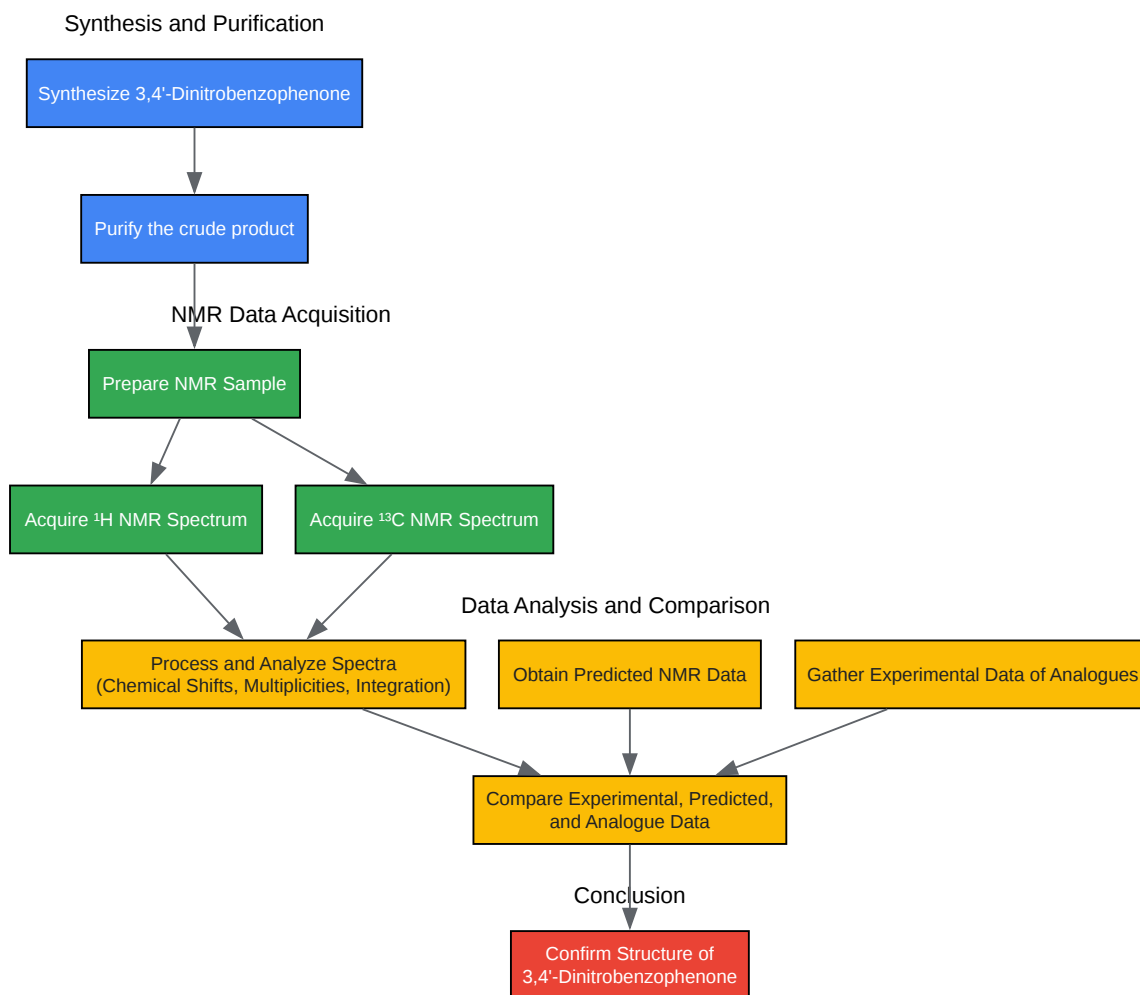 Synthesis and Purification
Synthesize 3,4'-Dinitrobenzophenone
Purify the crude product
NMR Data Acquisition
Prepare NMR Sample
Acquire ¹H NMR Spectrum
Acquire ¹³C NMR Spectrum
Data Analysis and Comparison
Process and Analyze Spectra
(Chemical Shifts, Multiplicities, Integration)
Obtain Predicted NMR Data
Gather Experimental Data of Analogues
Compare Experimental, Predicted,
and Analogue Data
Conclusion
Confirm Structure of
3,4'-Dinitrobenzophenone